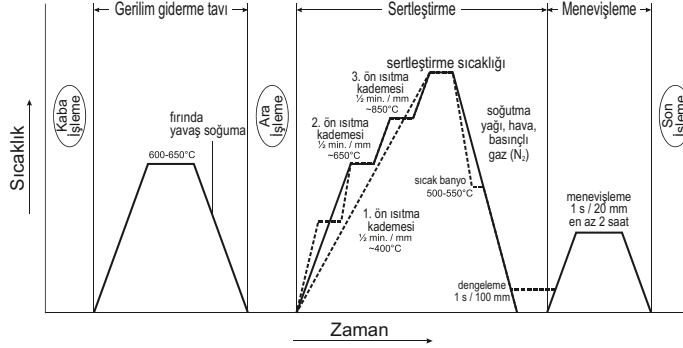 Gerilim giderme tavı
Sertleştirme
Menevişleme
Kaba
İşleme
fırında
yavaş soğuma
600-650°C
Ara
İşleme
sertleştirme sıcaklığı
3. ön ısıtma
kademesi
½ min. / mm
~850°C
2. ön ısıtma
kademesi
½ min. / mm
~650°C
1. ön ısıtma
kademesi
½ min. / mm
~400°C
soğutma
yağı, hava,
basınçlı
gaz (N₂)
sıcak banyo
500-550°C
dengeleme
1 s / 100 mm
menevişleme
1 s / 20 mm
en az 2 saat
Son
İşleme
Sıcaklık
Zaman